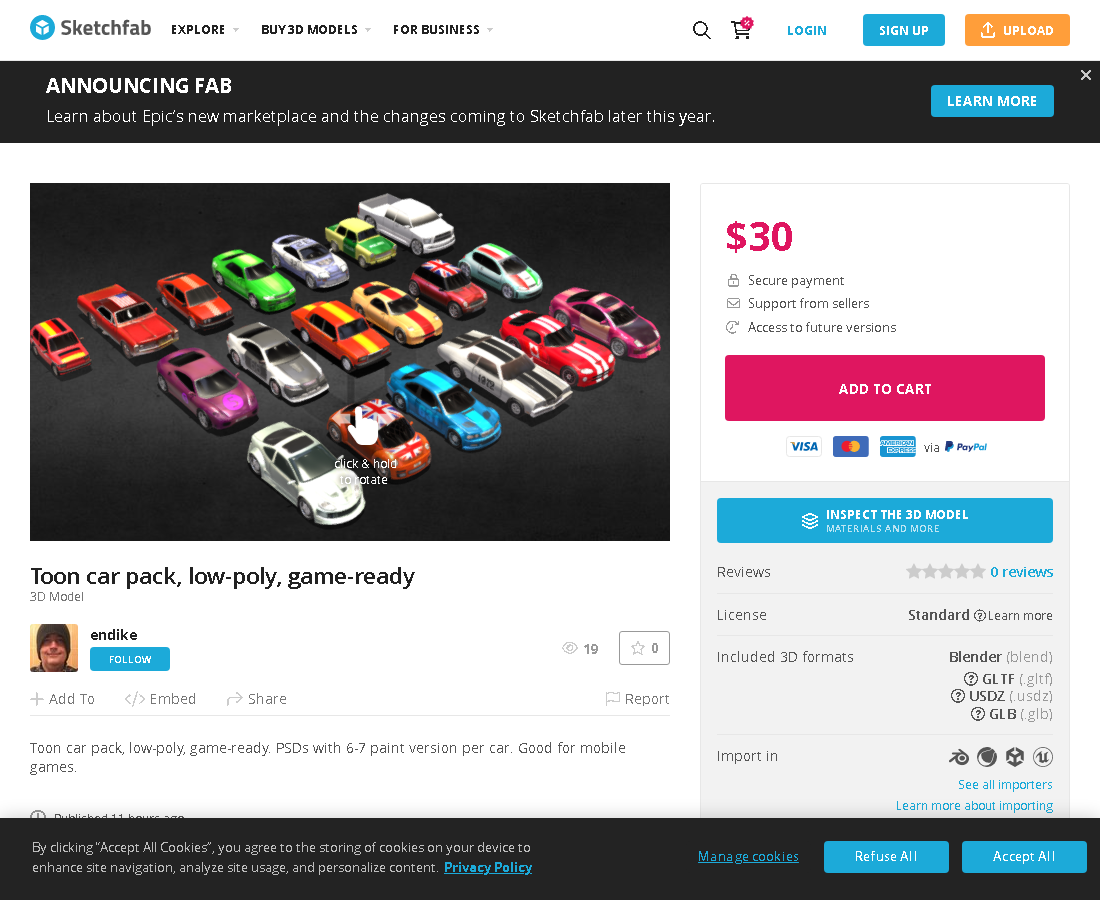 Sketchfab
EXPLORE
BUY 3D MODELS
FOR BUSINESS
LOGIN
SIGN UP
UPLOAD
ANNOUNCING FAB
Learn about Epic's new marketplace and the changes coming to Sketchfab later this year.
LEARN MORE
click & hold
to rotate
Toon car pack, low-poly, game-ready
3D Model
endike
FOLLOW
19
0
Add To
Embed
Share
Report
Toon car pack, low-poly, game-ready. PSDs with 6-7 paint version per car. Good for mobile
games.
Published 11 hours ago
$30
Secure payment
Support from sellers
Access to future versions
ADD TO CART
VISA
AMERICAN EXPRESS
via PayPal
INSPECT THE 3D MODEL
MATERIALS AND MORE
Reviews
0 reviews
License
Standard
Learn more
Included 3D formats
Blender (blend)
GLTF (.gltf)
USDZ (.usdz)
GLB (.glb)
Import in
See all importers
Learn more about importing
By clicking “Accept All Cookies”, you agree to the storing of cookies on your device to
enhance site navigation, analyze site usage, and personalize content. Privacy Policy
Manage cookies
Refuse All
Accept All